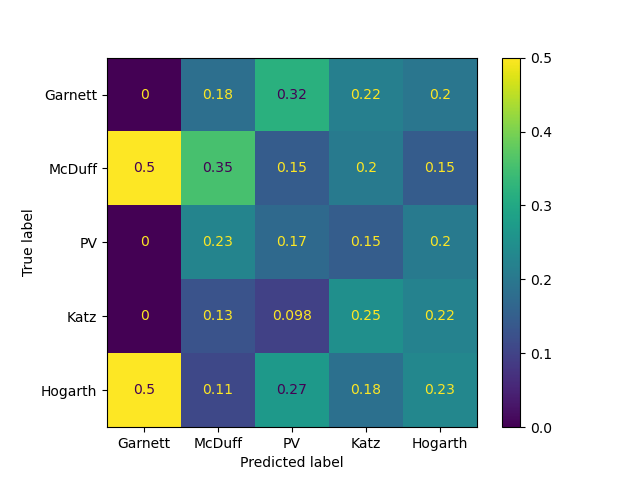 Garnett 0 0.18 0.32 0.22 0.2
McDuff 0.5 0.35 0.15 0.2 0.15
PV 0 0.23 0.17 0.15 0.2
Katz 0 0.13 0.098 0.25 0.22
Hogarth 0.5 0.11 0.27 0.18 0.23
Garnett McDuff PV Katz Hogarth
Predicted label
True label
0.5
0.4
0.3
0.2
0.1
0.0